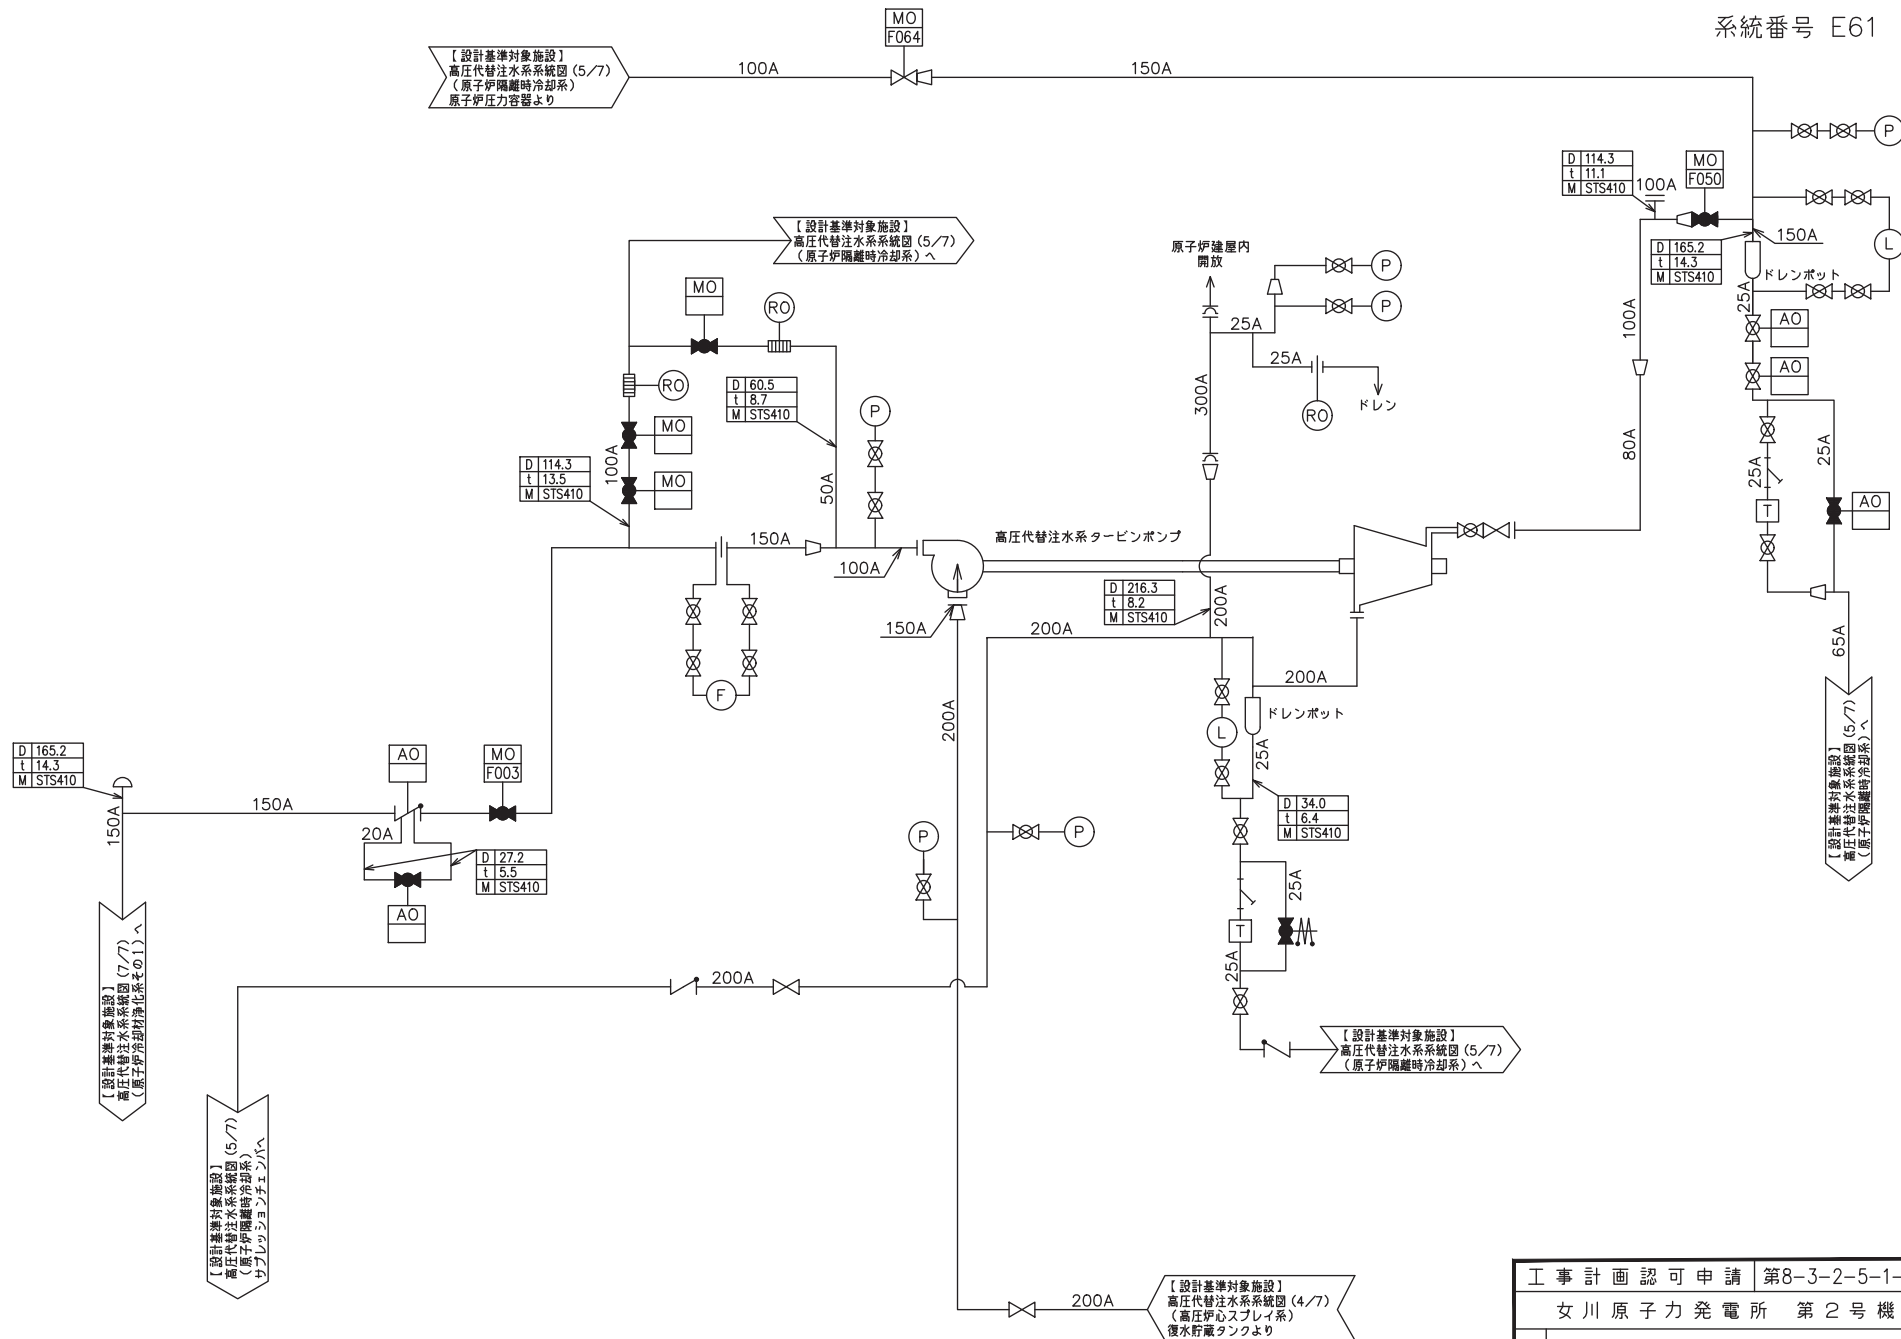 系統番号 E61
MO
F064
【設計基準対象施設】
高圧代替注水系系統図(5/7)
(原子炉隔離時冷却系)
原子炉圧力容器より
100A
150A
P
D 114.3
t 11.1
M STS410
100A
MO
F050
【設計基準対象施設】
高圧代替注水系系統図(5/7)
(原子炉隔離時冷却系)へ
原子炉建屋内
開放
P
P
D 165.2
t 14.3
M STS410
150A
L
ドレンポット
25A
MO
RO
25A
25A
100A
AO
AO
RO
D 60.5
t 8.7
M STS410
300A
RO
ドレン
P
MO
MO
100A
D 114.3
t 13.5
M STS410
50A
80A
25A
25A
T
AO
150A
100A
高圧代替注水系タービンポンプ
D 216.3
t 8.2
M STS410
200A
150A
200A
200A
65A
F
200A
L
ドレンポット
25A
D 165.2
t 14.3
M STS410
150A
150A
AO
MO
F003
20A
D 27.2
t 5.5
M STS410
AO
P
P
D 34.0
t 6.4
M STS410
25A
T
25A
【設計基準対象施設】
高圧代替注水系系統図(5/7)
(原子炉隔離時冷却系)へ
200A
【設計基準対象施設】
高圧代替注水系系統図(7/7)
(原子炉冷却材浄化系その1)へ
【設計基準対象施設】
高圧代替注水系系統図(5/7)
(原子炉隔離時冷却系)へ
【設計基準対象施設】
高圧代替注水系系統図(5/7)
(原子炉隔離時冷却系)
サプレッションチェンバへ
200A
【設計基準対象施設】
高圧代替注水系系統図(4/7)
(高圧炉心スプレイ系)
復水貯蔵タンクより
工事計画認可申請 第8-3-2-5-1-
女川原子力発電所 第2号機